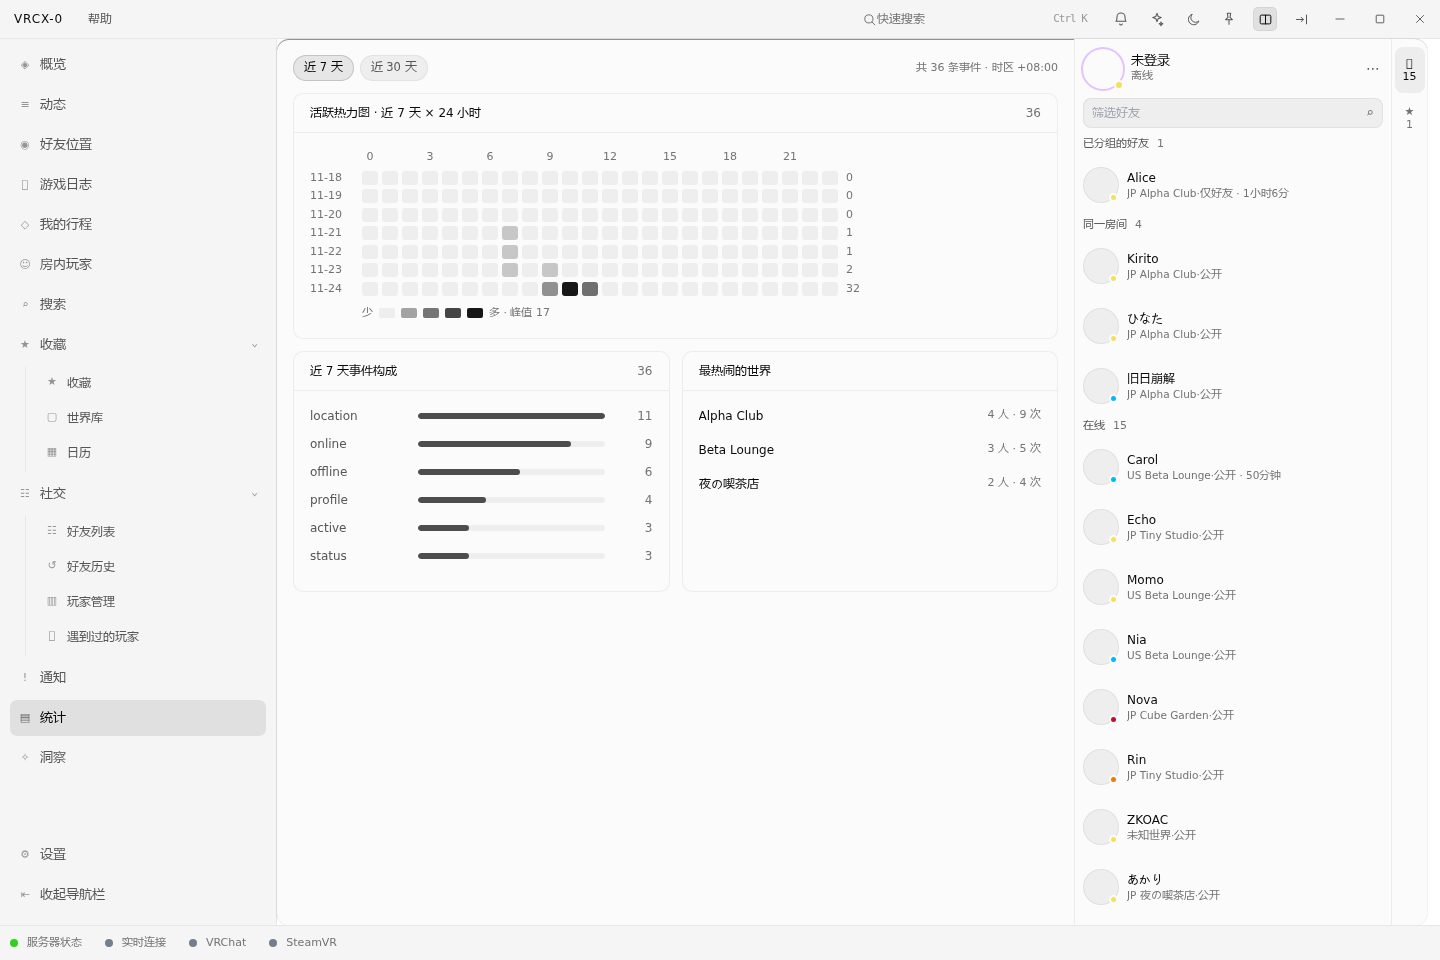 VRCX-0
帮助
快速搜索
Ctrl K
概览
动态
好友位置
游戏日志
我的行程
房内玩家
搜索
收藏
收藏
世界库
日历
社交
好友列表
好友历史
玩家管理
遇到过的玩家
通知
统计
洞察
设置
收起导航栏
近 7 天
近 30 天
共 36 条事件 · 时区 +08:00
活跃热力图 · 近 7 天 × 24 小时
36
0 3 6 9 12 15 18 21
11-18 0
11-19 0
11-20 0
11-21 1
11-22 1
11-23 2
11-24 32
少
多 · 峰值 17
近 7 天事件构成
36
location 11
online 9
offline 6
profile 4
active 3
status 3
最热闹的世界
Alpha Club 4 人 · 9 次
Beta Lounge 3 人 · 5 次
夜の喫茶店 2 人 · 4 次
未登录
离线
筛选好友
已分组的好友 1
Alice
JP Alpha Club·仅好友 · 1小时6分
同一房间 4
Kirito
JP Alpha Club·公开
ひなた
JP Alpha Club·公开
旧日崩解
JP Alpha Club·公开
在线 15
Carol
US Beta Lounge·公开 · 50分钟
Echo
JP Tiny Studio·公开
Momo
US Beta Lounge·公开
Nia
US Beta Lounge·公开
Nova
JP Cube Garden·公开
Rin
JP Tiny Studio·公开
ZKOAC
未知世界·公开
あかり
JP 夜の喫茶店·公开
15
1
服务器状态
实时连接
VRChat
SteamVR